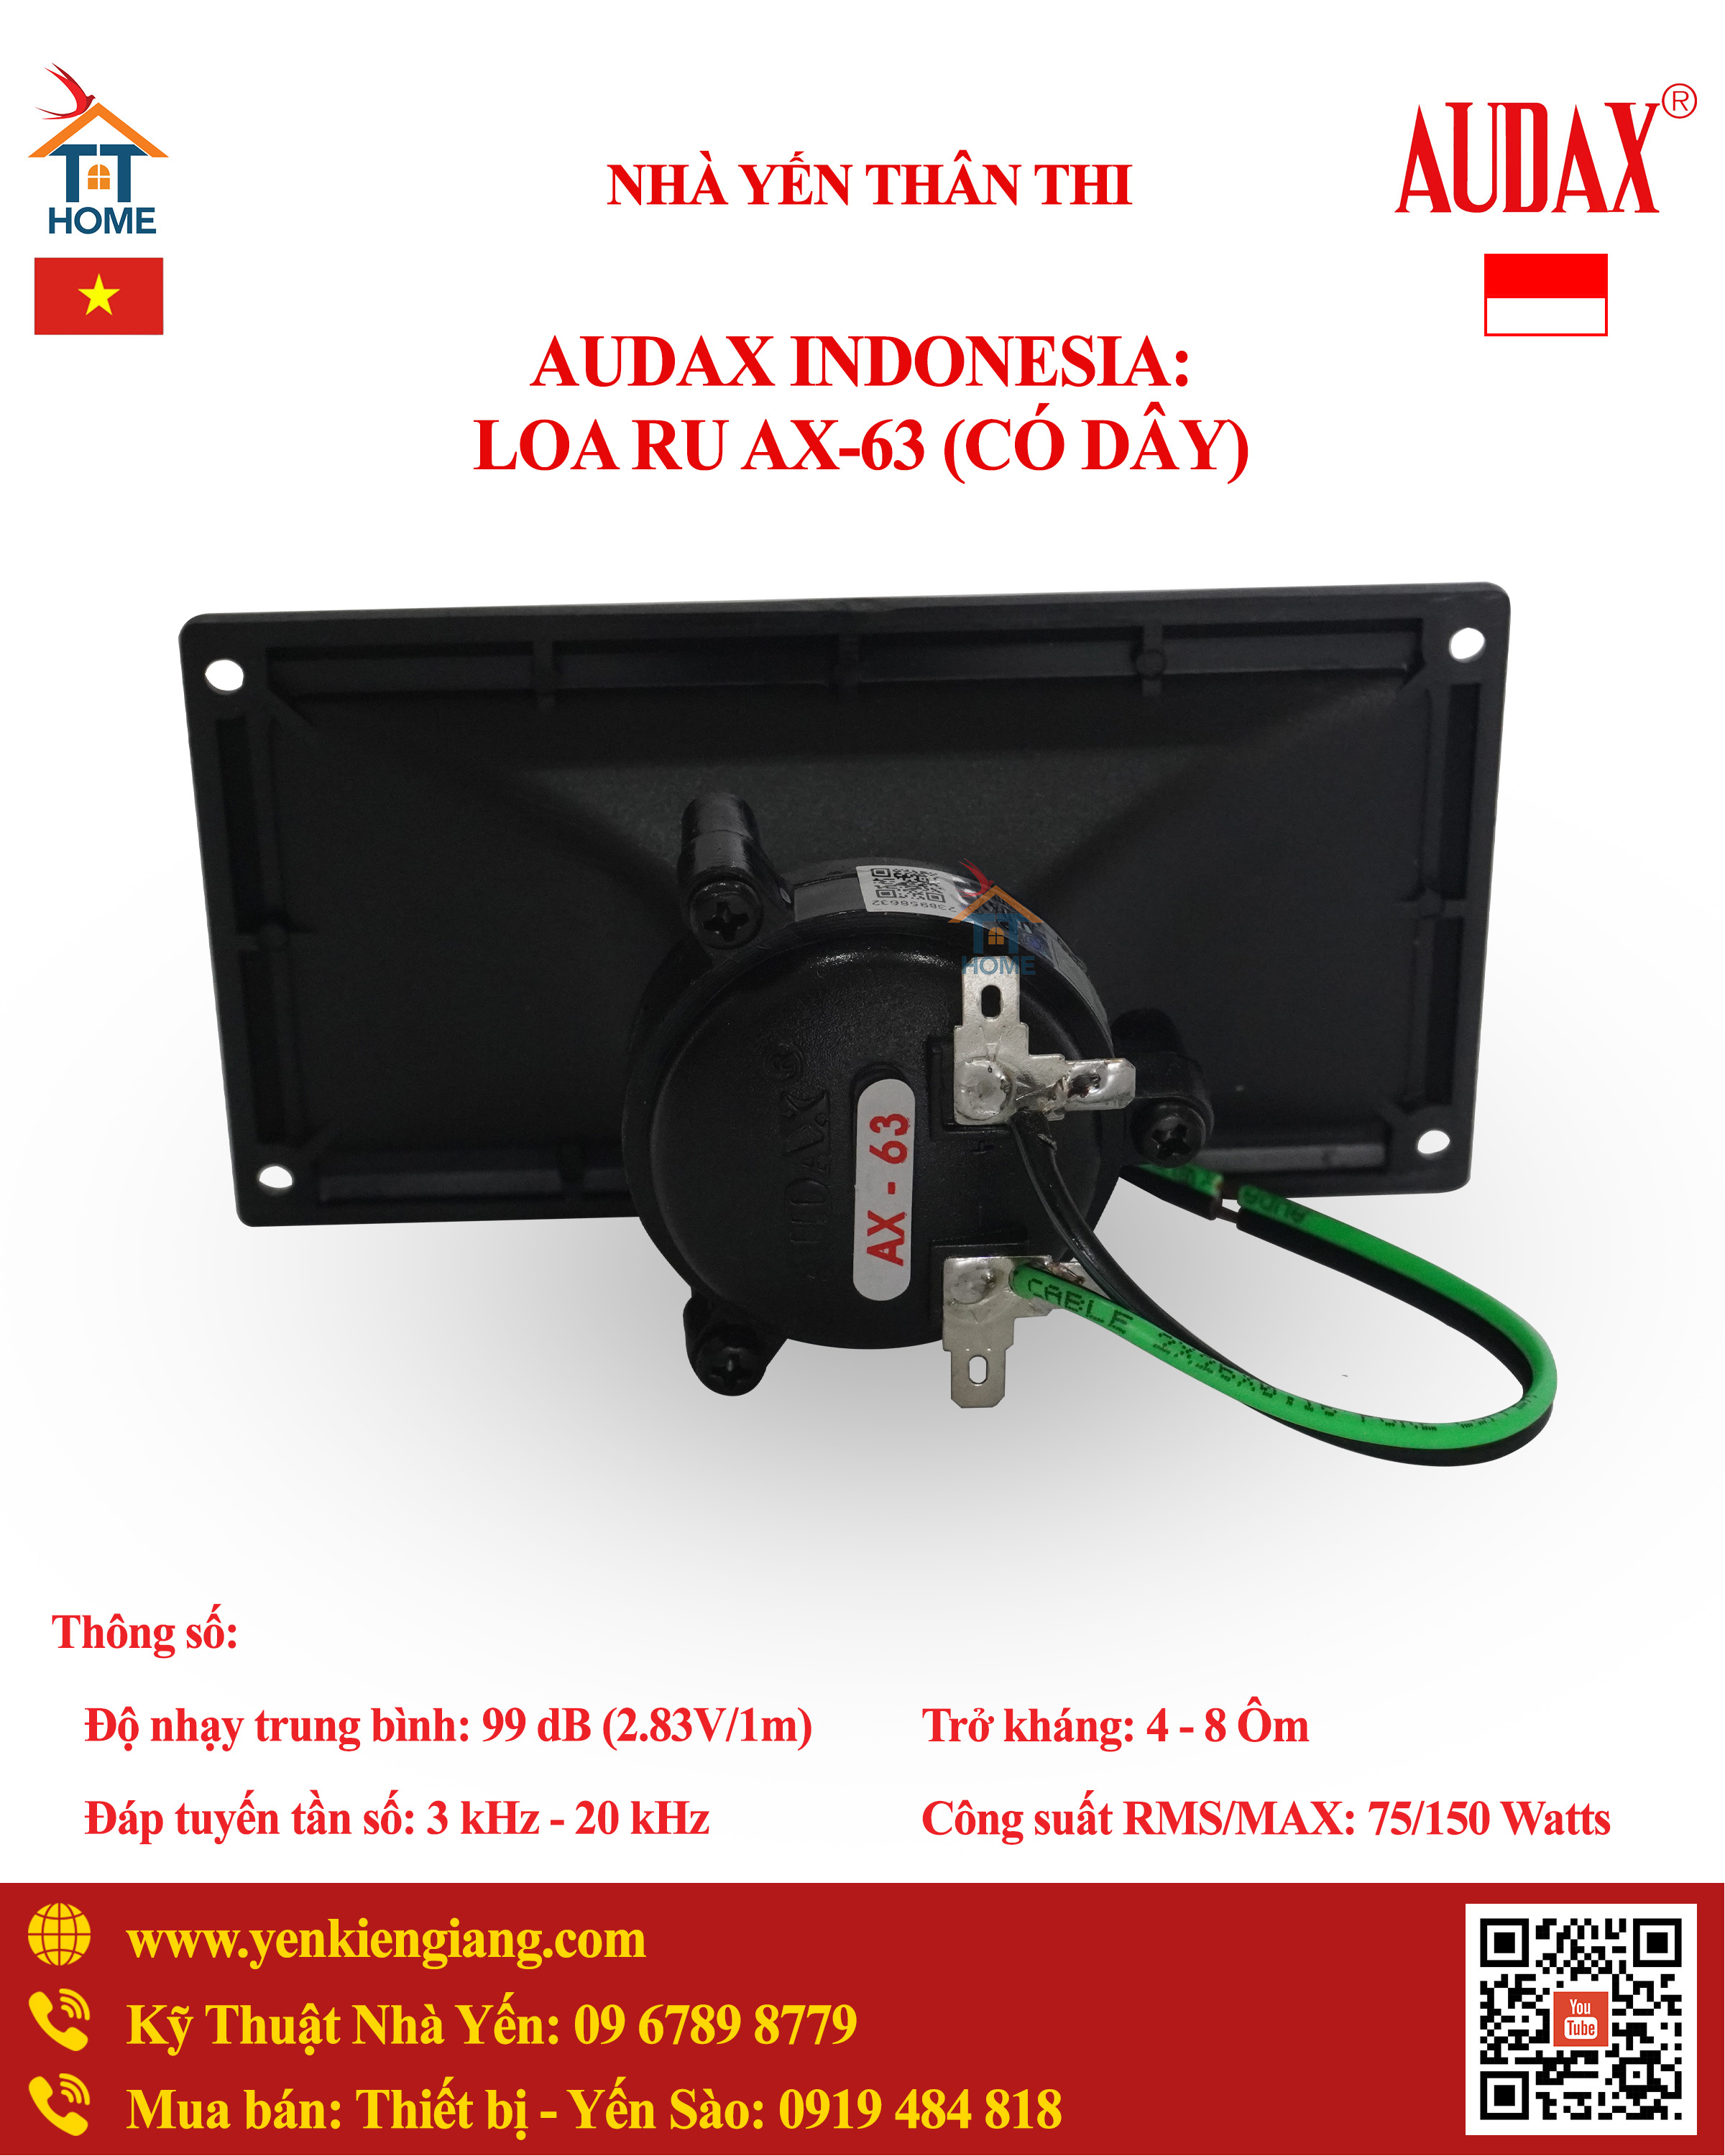 TT
HOME
NHÀ YẾN THÂN THI
AUDAX®
AUDAX INDONESIA:
LOA RU AX-63 (CÓ DÂY)
TT
HOME
AUDAX
AX - 63
CABLE
Thông số:
Độ nhạy trung bình: 99 dB (2.83V/1m)
Trở kháng: 4 - 8 Ôm
Đáp tuyến tần số: 3 kHz - 20 kHz
Công suất RMS/MAX: 75/150 Watts
www.yenkiengiang.com
Kỹ Thuật Nhà Yến: 09 6789 8779
Mua bán: Thiết bị - Yến Sào: 0919 484 818
You
Tube